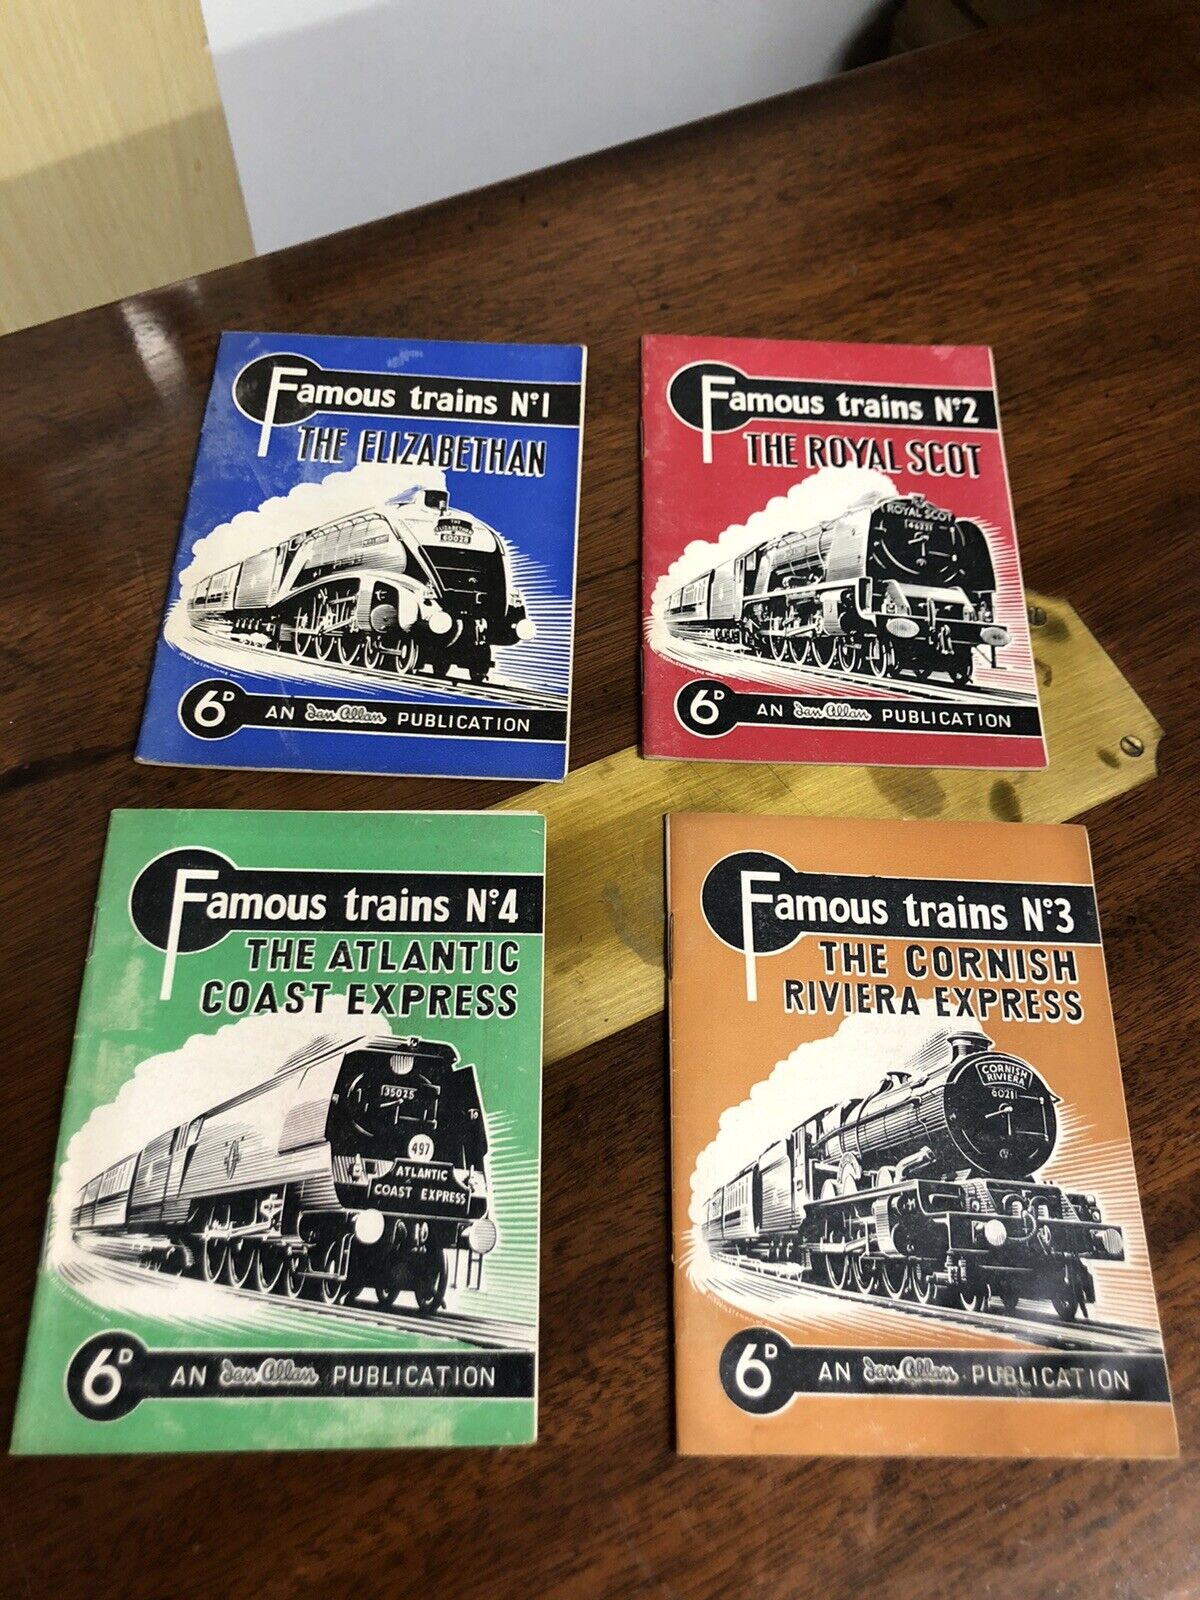 Famous trains Nº1
THE ELIZABETHAN
THE
ELIZABETHAN
60028
6D AN Ian Allan PUBLICATION
Famous trains Nº2
THE ROYAL SCOT
ROYAL SCOT
46221
6D AN Ian Allan PUBLICATION
Famous trains Nº4
THE ATLANTIC
COAST EXPRESS
35025
497
ATLANTIC
COAST EXPRESS
6D AN Ian Allan PUBLICATION
Famous trains Nº3
THE CORNISH
RIVIERA EXPRESS
CORNISH
RIVIERA
6021
6D AN Ian Allan PUBLICATION